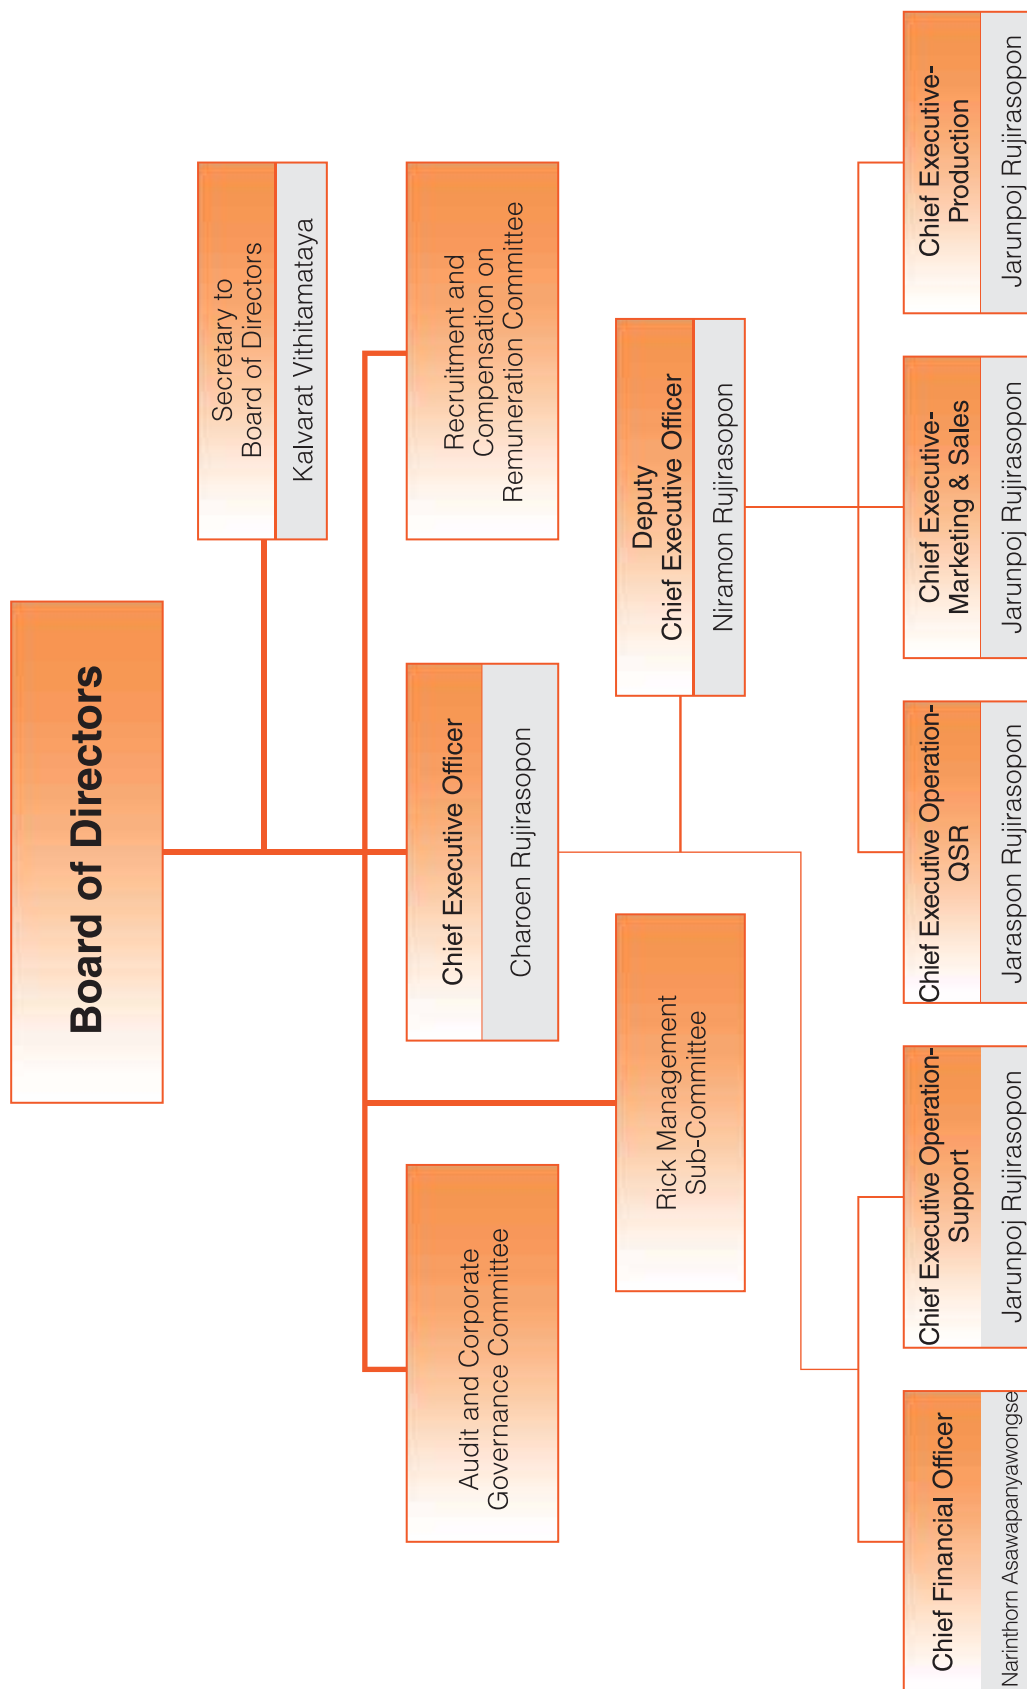 Board of Directors
Secretary to
Board of Directors
Kalvarat Vithitamataya
Audit and Corporate
Governance Committee
Chief Executive Officer
Charoen Rujirasopon
Recruitment and
Compensation on
Remuneration Committee
Rick Management
Sub-Committee
Deputy
Chief Executive Officer
Niramon Rujirasopon
Chief Financial Officer
Narinthorn Asawapanyawongse
Chief Executive Operation-
Support
Jarunpoj Rujirasopon
Chief Executive Operation-
QSR
Jaraspon Rujirasopon
Chief Executive-
Marketing & Sales
Jarunpoj Rujirasopon
Chief Executive-
Production
Jarunpoj Rujirasopon